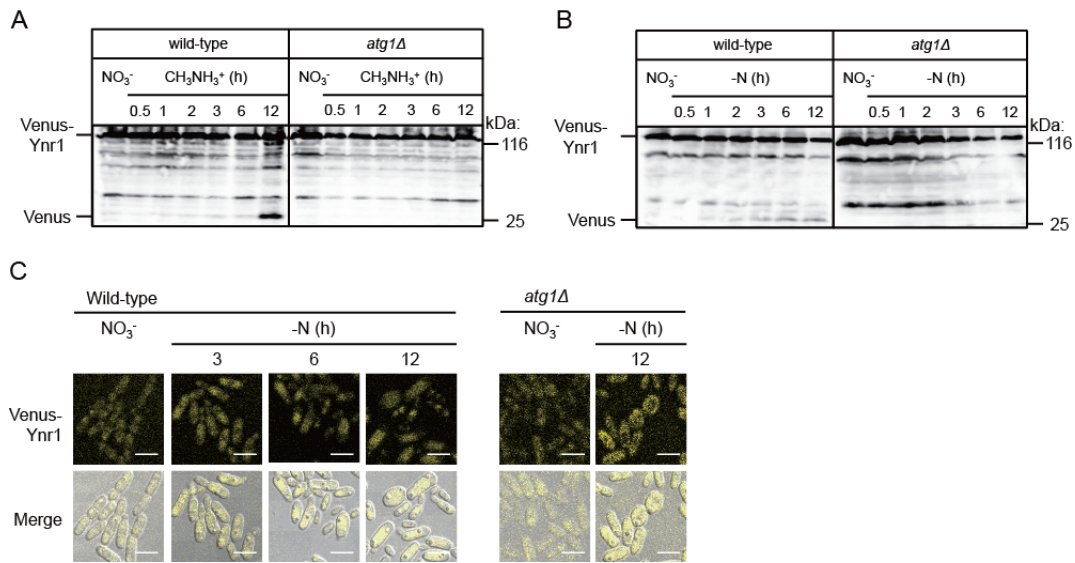 A
wild-type atg1Δ
NO₃⁻ CH₃NH₃⁺ (h) NO₃⁻ CH₃NH₃⁺ (h)
0.5 1 2 3 6 12 0.5 1 2 3 6 12
kDa:
Venus-
Ynr1
116
Venus
25
B
wild-type atg1Δ
NO₃⁻ -N (h) NO₃⁻ -N (h)
0.5 1 2 3 6 12 0.5 1 2 3 6 12
kDa:
Venus-
Ynr1
116
Venus
25
C
Wild-type atg1Δ
NO₃⁻ -N (h) NO₃⁻ -N (h)
3 6 12 12
Venus-
Ynr1
Merge